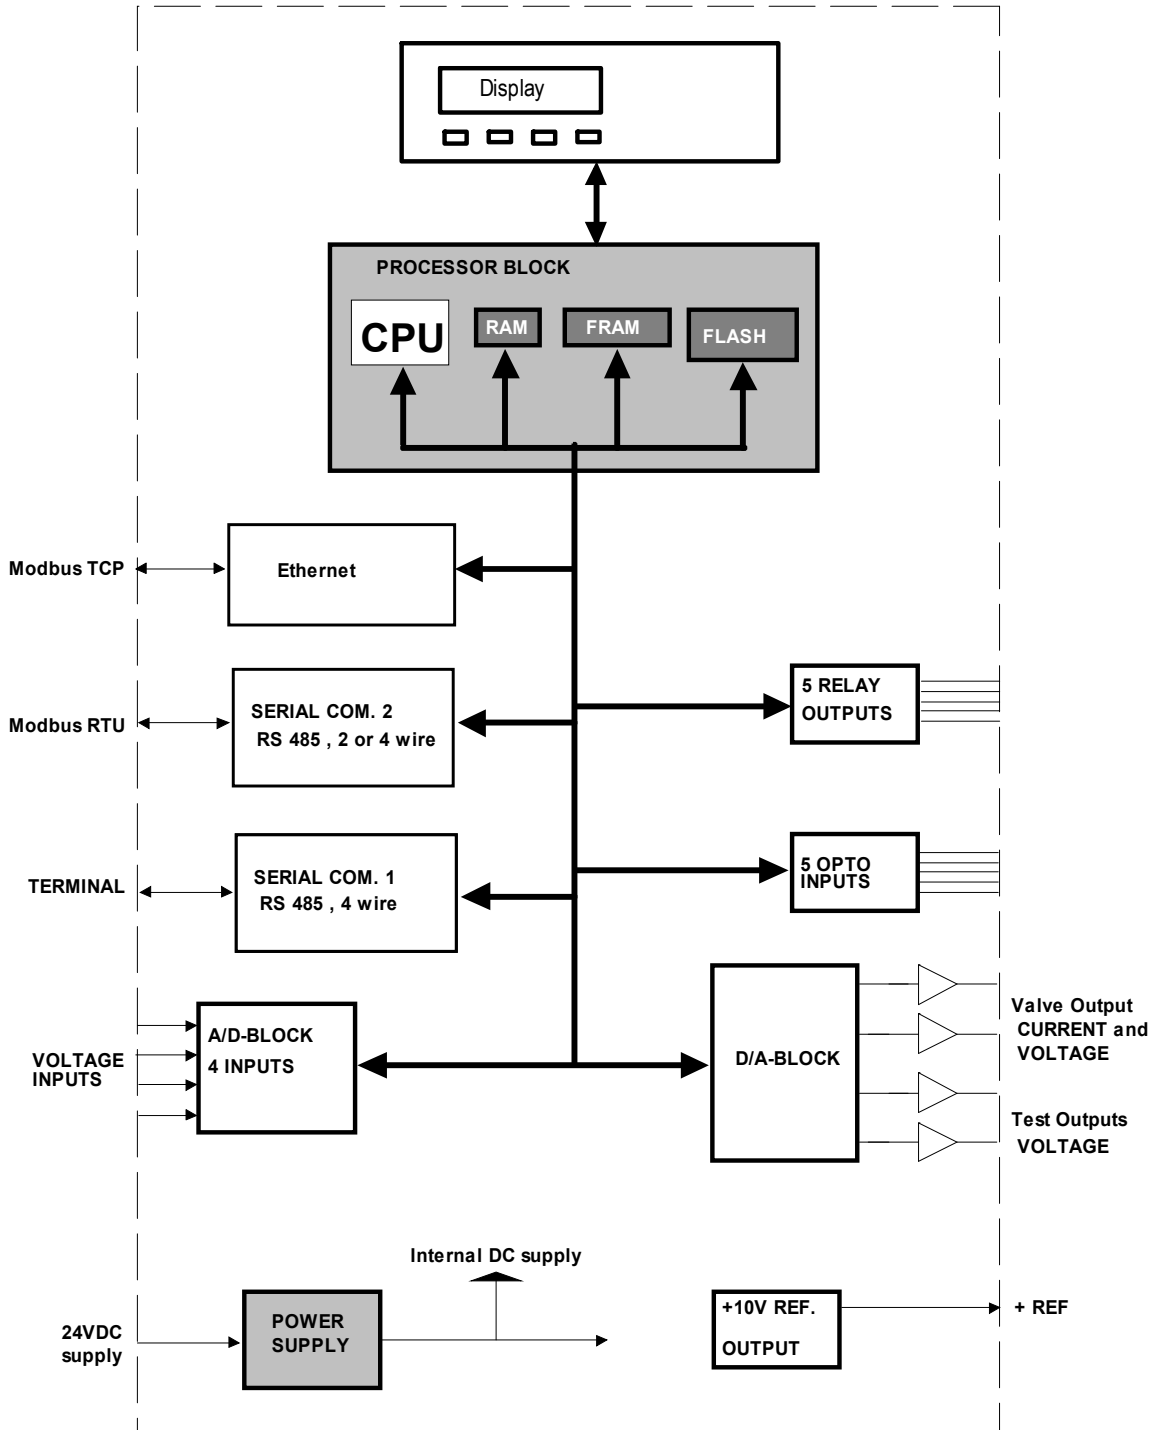 Display
PROCESSOR BLOCK
CPU
RAM
FRAM
FLASH
Modbus TCP
Ethernet
Modbus RTU
SERIAL COM. 2
RS 485 , 2 or 4 wire
5 RELAY
OUTPUTS
TERMINAL
SERIAL COM. 1
RS 485 , 4 wire
5 OPTO
INPUTS
VOLTAGE
INPUTS
A/D-BLOCK
4 INPUTS
D/A-BLOCK
Valve Output
CURRENT and
VOLTAGE
Test Outputs
VOLTAGE
Internal DC supply
24VDC
supply
POWER
SUPPLY
+10V REF.
OUTPUT
+ REF